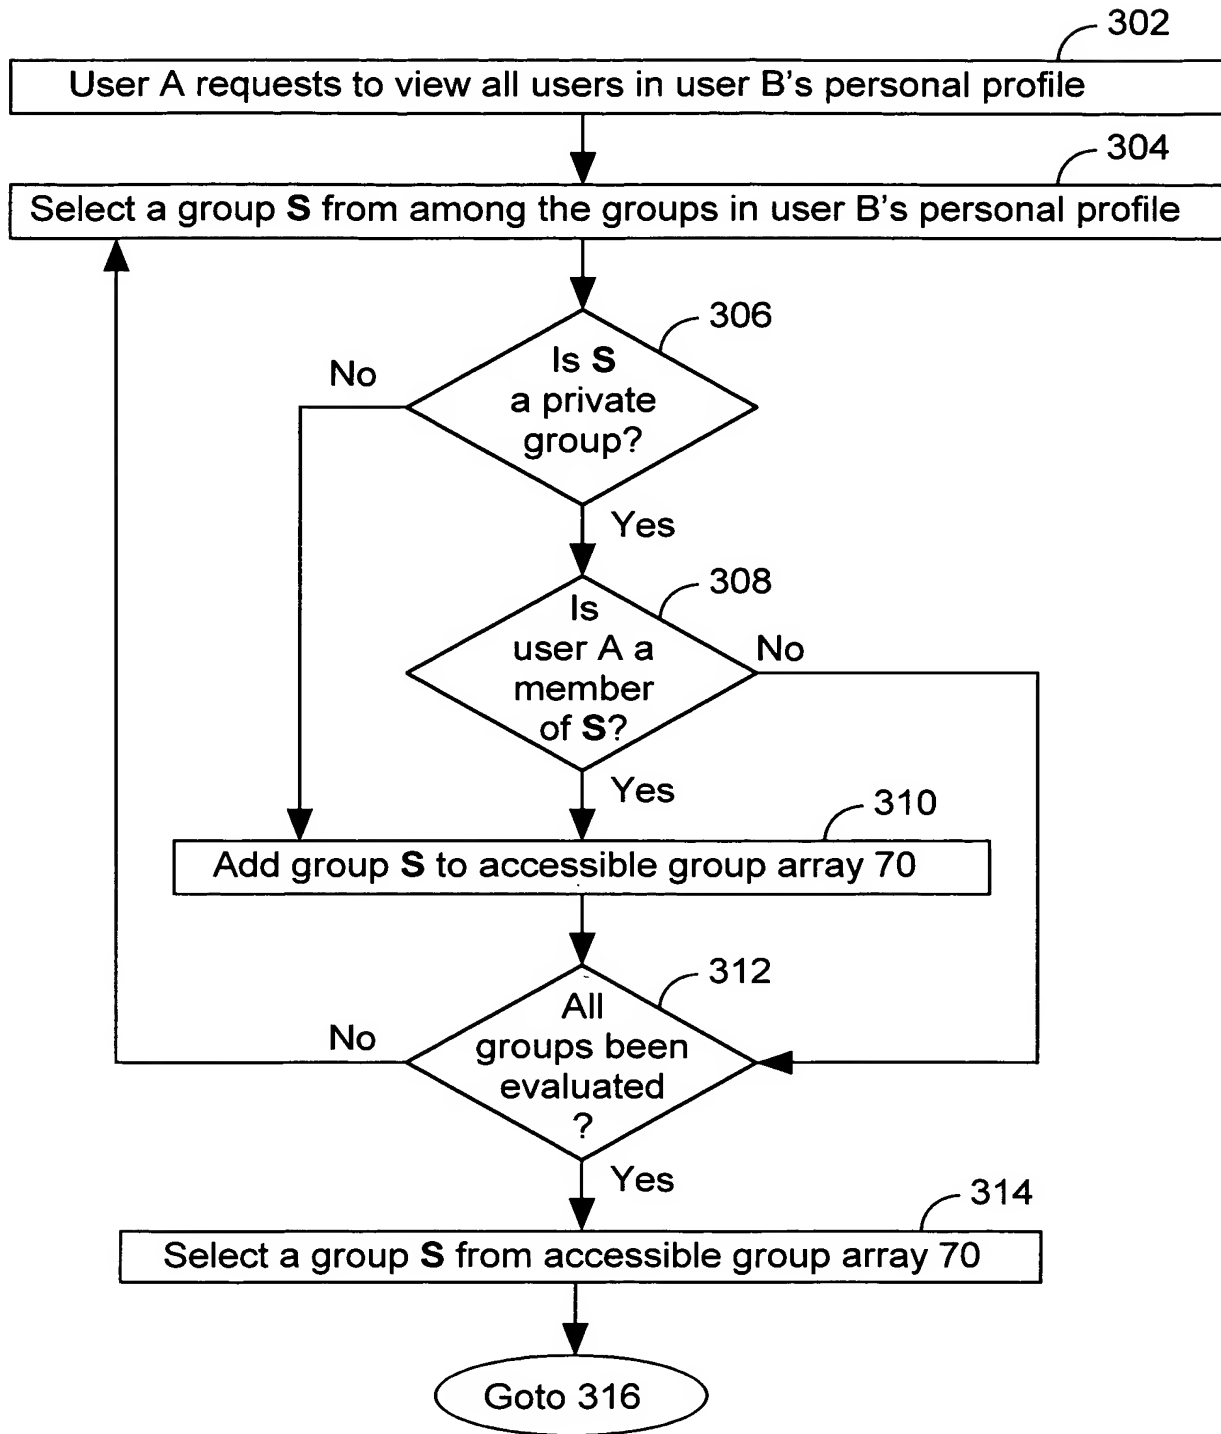 302
User A requests to view all users in user B's personal profile
304
Select a group S from among the groups in user B's personal profile
306
Is S
a private
group?
No
Yes
308
Is
user A a
member
of S?
No
Yes
310
Add group S to accessible group array 70
312
All
groups been
evaluated
?
No
Yes
314
Select a group S from accessible group array 70
Goto 316